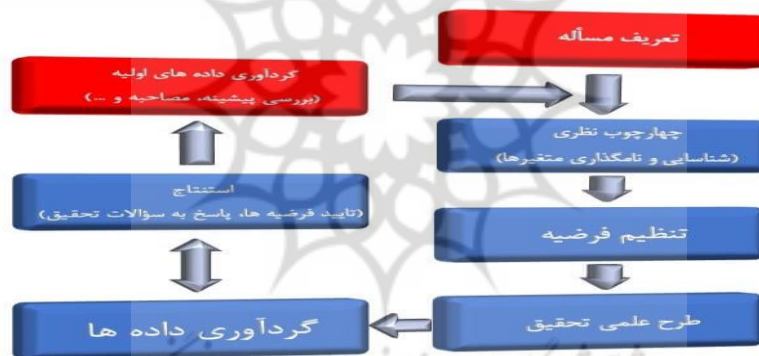 تعریف مسأله
گردآوری داده های اولیه
(بررسی پیشینه، مصاحبه و ...)
چهارچوب نظری
(شناسایی و نامگذاری متغیرها)
استنتاج
(تایید فرضیه ها، پاسخ به سؤالات تحقیق)
تنظیم فرضیه
طرح علمی تحقیق
گردآوری داده ها